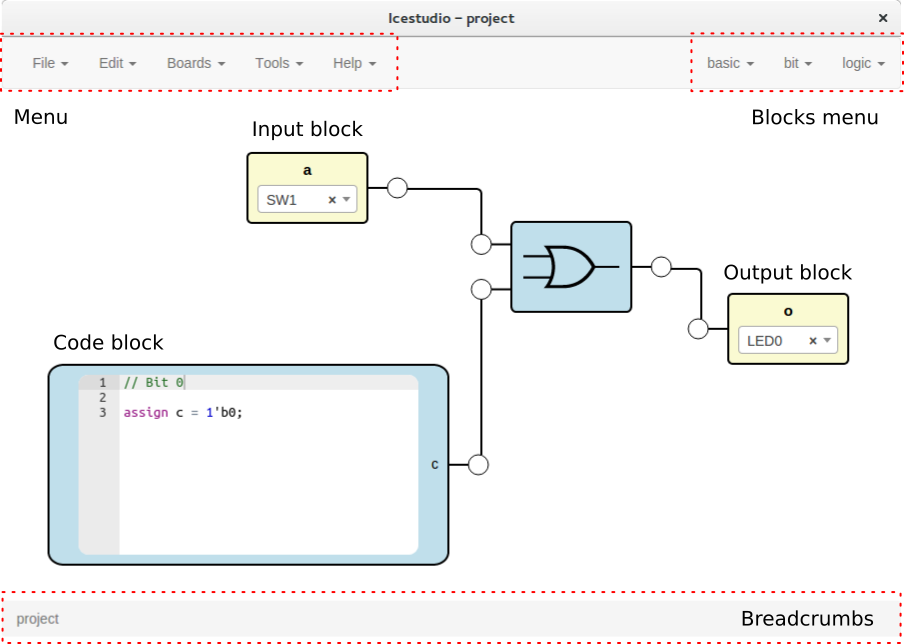 Icestudio – project ×
File Edit Boards Tools Help basic bit logic
Menu
Blocks menu
Input block
a
SW1 ×
Output block
o
LED0 ×
Code block
1 // Bit 0
2
3 assign c = 1'b0;
c
project
Breadcrumbs